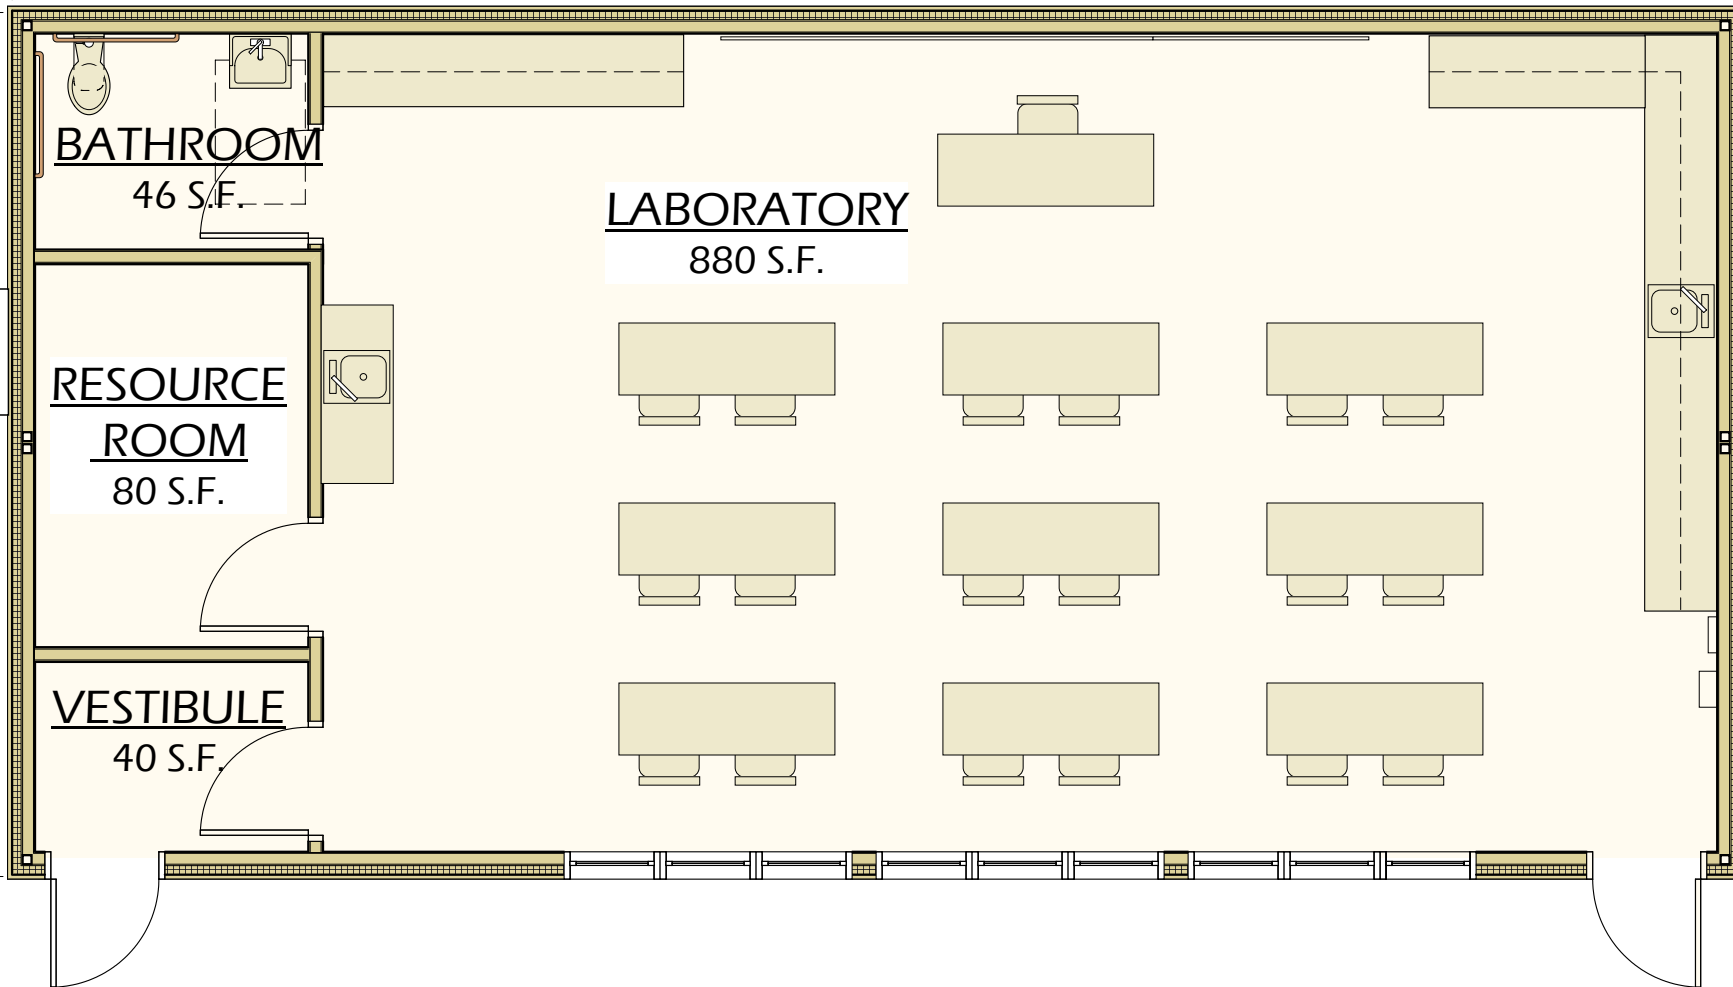 BATHROOM
46 S.F.
LABORATORY
880 S.F.
RESOURCE
ROOM
80 S.F.
VESTIBULE
40 S.F.